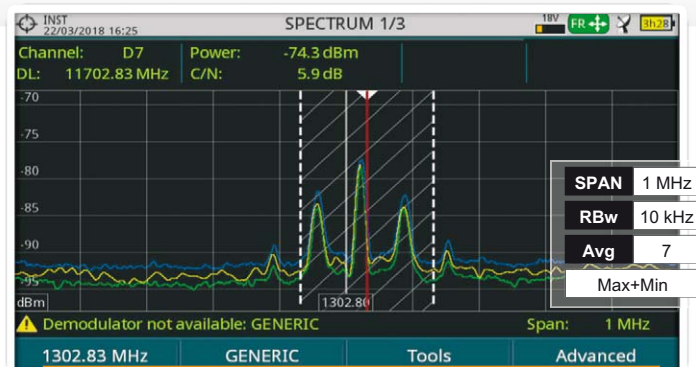 INST
22/03/2018 16:25
SPECTRUM 1/3
18V
FR
3h28
Channel: D7
Power: -74.3 dBm
DL: 11702.83 MHz
C/N: 5.9 dB
-70
-75
-80
-85
-90
-95
dBm
1302.80
SPAN 1 MHz
RBw 10 kHz
Avg 7
Max+Min
Demodulator not available: GENERIC
Span: 1 MHz
1302.83 MHz
GENERIC
Tools
Advanced